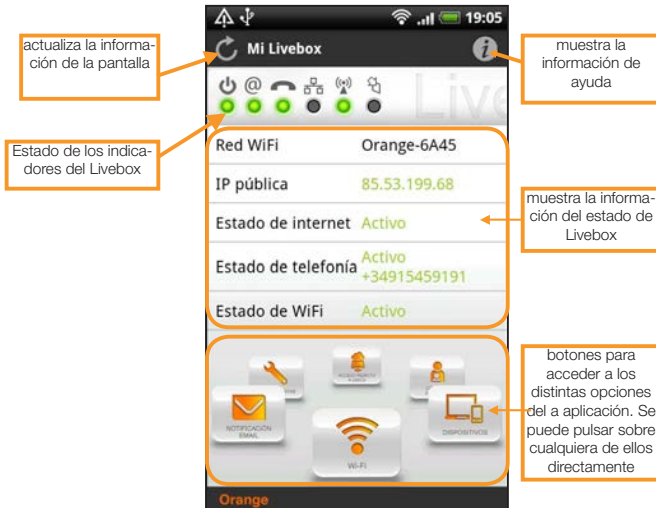 19:05
actualiza la informa-
ción de la pantalla
Mi Livebox
muestra la
información de
ayuda
Live
Estado de los indica-
dores del Livebox
Red WiFi Orange-6A45
IP pública 85.53.199.68
Estado de internet Activo
Estado de telefonía Activo
+34915459191
Estado de WiFi Activo
muestra la informa-
ción del estado de
Livebox
NOTIFICACIÓN
EMAIL
DISPOSITIVOS
Wi-Fi
botones para
acceder a los
distintas opciones
del a aplicación. Se
puede pulsar sobre
cualquiera de ellos
directamente
Orange